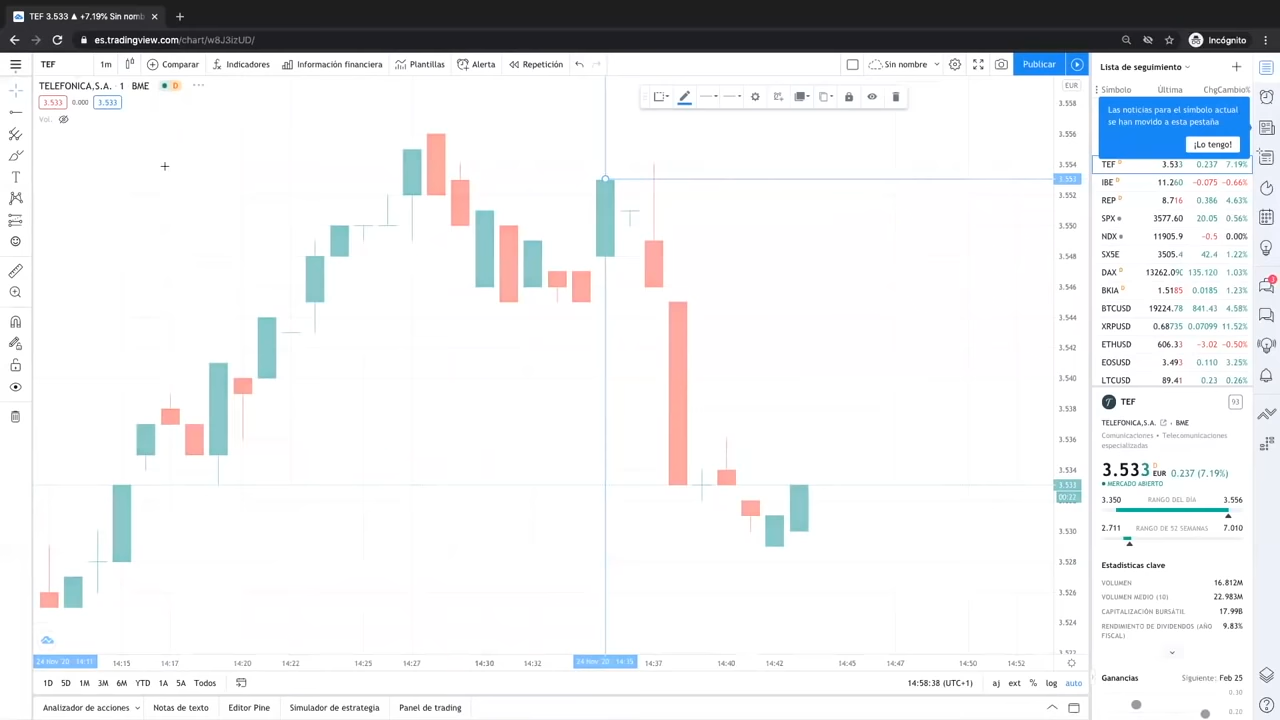 TEF 3.533 ▲ +7.19% Sin nomb
es.tradingview.com/chart/w8J3izUD/
Incógnito
TEF 1m Comparar Indicadores Información financiera Plantillas Alerta Repetición Sin nombre Publicar
TELEFONICA,S.A. · 1 BME D
3.533 0.000 3.533
Vol.
EUR
3.558
3.556
3.554
3.552
3.550
3.548
3.546
3.544
3.542
3.540
3.538
3.536
3.534
3.533
00:22
3.530
3.528
3.526
3.524
3.522
24 Nov '20 14:11 14:15 14:17 14:20 14:22 14:25 14:27 14:30 14:32 24 Nov '20 14:35 14:37 14:40 14:42 14:45 14:47 14:50 14:52
1D 5D 1M 3M 6M YTD 1A 5A Todos 14:58:38 (UTC+1) aj ext % log auto
Analizador de acciones Notas de texto Editor Pine Simulador de estrategia Panel de trading
Lista de seguimiento
Símbolo Última Chg Cambio%
Las noticias para el símbolo actual
se han movido a esta pestaña
¡Lo tengo!
TEF D 3.533 0.237 7.19%
IBE D 11.260 −0.075 −0.66%
REP D 8.716 0.386 4.63%
SPX 3577.60 20.05 0.56%
NDX 11905.9 −0.5 0.00%
SX5E 3505.4 42.4 1.22%
DAX D 13262.09 135.120 1.03%
BKIA D 1.5185 0.0185 1.23%
BTCUSD 19224.78 841.43 4.58%
XRPUSD 0.68735 0.07099 11.52%
ETHUSD 606.33 −3.02 −0.50%
EOSUSD 3.493 0.110 3.25%
LTCUSD 89.41 0.23 0.26%
TEF 93
TELEFONICA,S.A. BME
Comunicaciones • Telecomunicaciones
especializadas
3.533 D EUR 0.237 (7.19%)
MERCADO ABIERTO
3.350 RANGO DEL DÍA 3.556
2.711 RANGO DE 52 SEMANAS 7.010
Estadísticas clave
VOLUMEN 16.812M
VOLUMEN MEDIO (10) 22.983M
CAPITALIZACIÓN BURSÁTIL 17.99B
RENDIMIENTO DE DIVIDENDOS (AÑO 9.83%
FISCAL)
Ganancias Siguiente: Feb 25
0.30
0.20